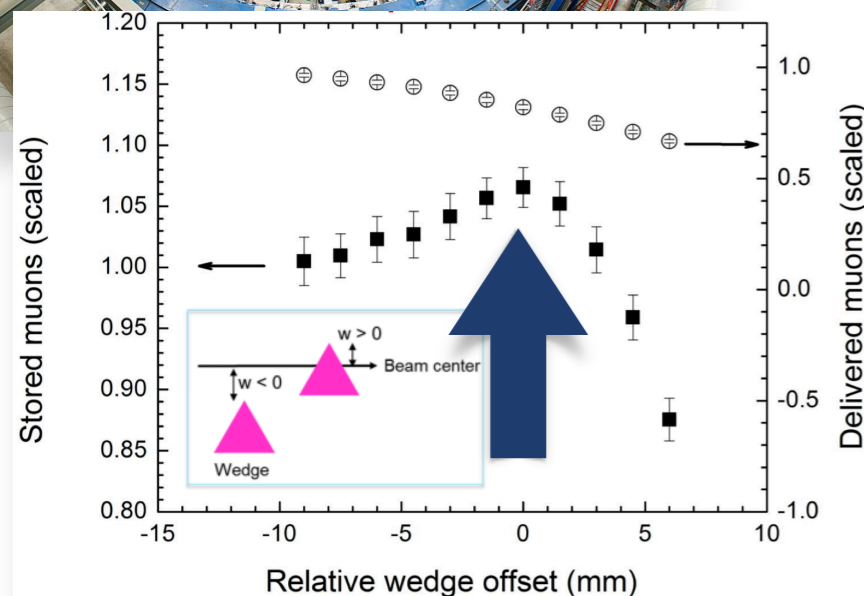 1.20
1.15
1.10
1.05
1.00
0.95
0.90
0.85
0.80
Stored muons (scaled)
1.0
0.5
0.0
-0.5
-1.0
Delivered muons (scaled)
w > 0
Beam center
w < 0
Wedge
-15
-10
-5
0
5
10
Relative wedge offset (mm)